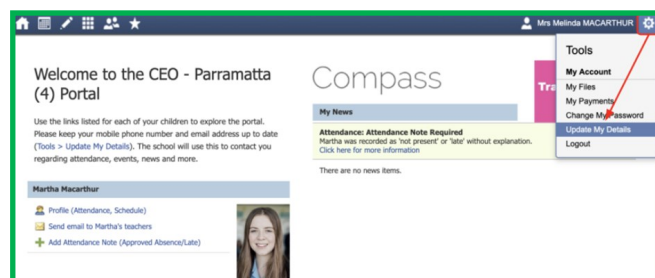 Mrs Melinda MACARTHUR
Welcome to the CEO - Parramatta
(4) Portal
Use the links listed for each of your children to explore the portal.
Please keep your mobile phone number and email address up to date
(Tools > Update My Details). The school will use this to contact you
regarding attendance, events, news and more.
Martha Macarthur
Profile (Attendance, Schedule)
Send email to Martha's teachers
Add Attendance Note (Approved Absence/Late)
Compass
My News
Attendance: Attendance Note Required
Martha was recorded as 'not present' or 'late' without explanation.
Click here for more information
There are no news items.
Tra
Tools
My Account
My Files
My Payments
Change My Password
Update My Details
Logout